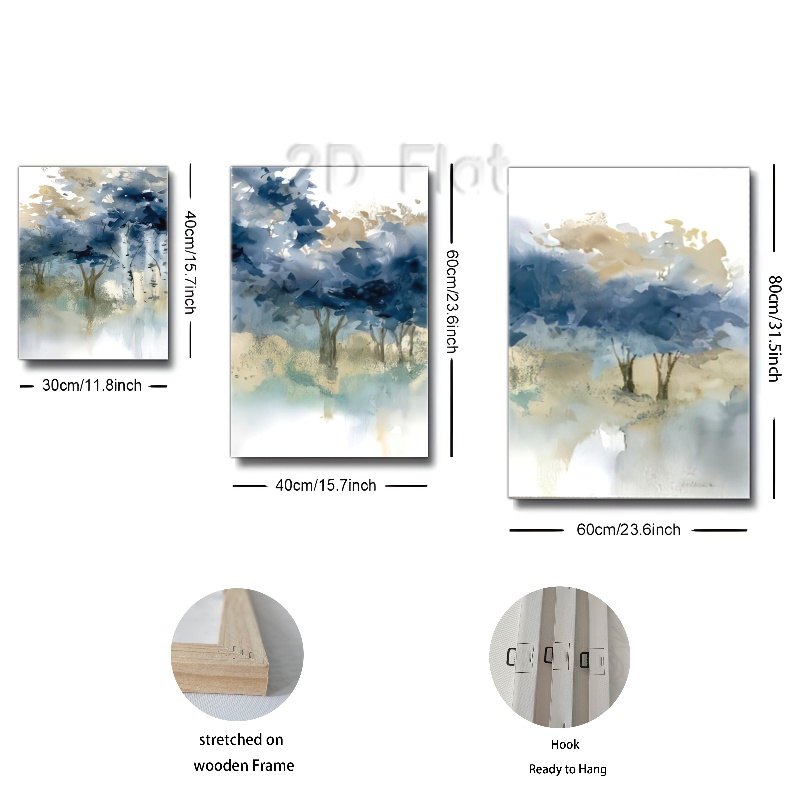 2D Flat
40cm/15.7inch
30cm/11.8inch
60cm/23.6inch
40cm/15.7inch
80cm/31.5inch
60cm/23.6inch
stretched on
wooden Frame
Hook
Ready to Hang